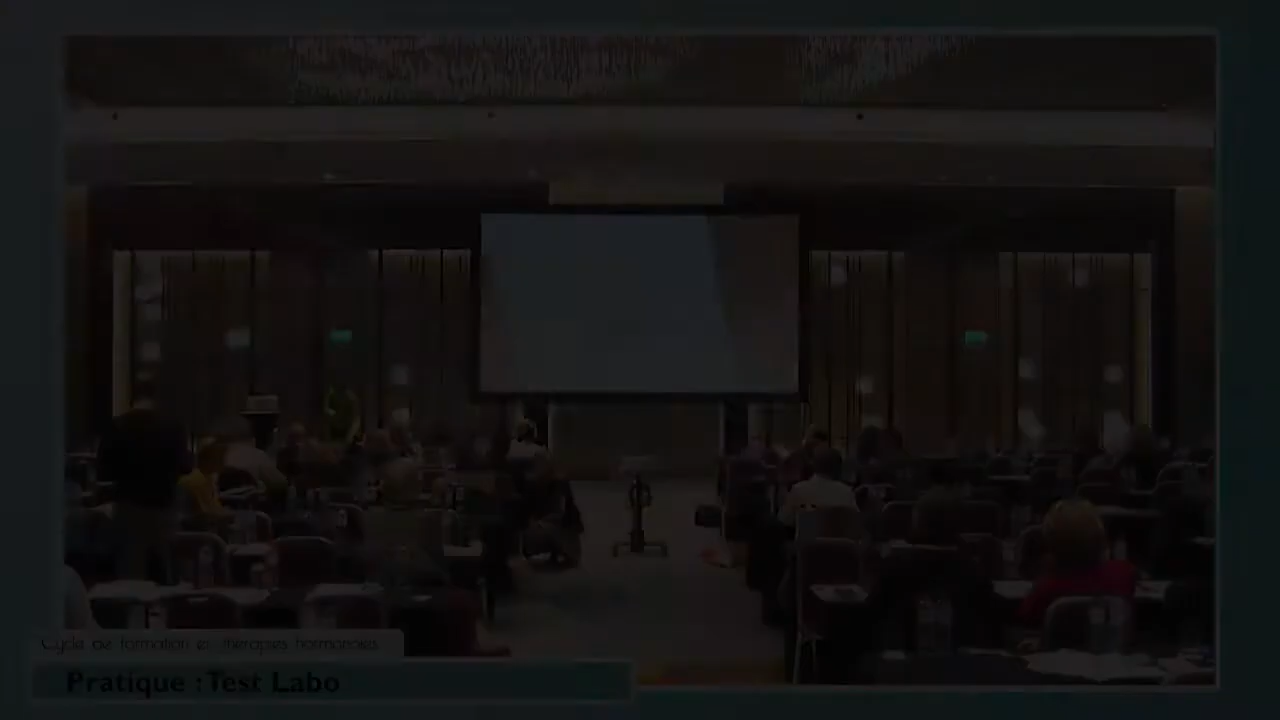 Cycle de formation en thérapies hormonales
Pratique : Test Labo